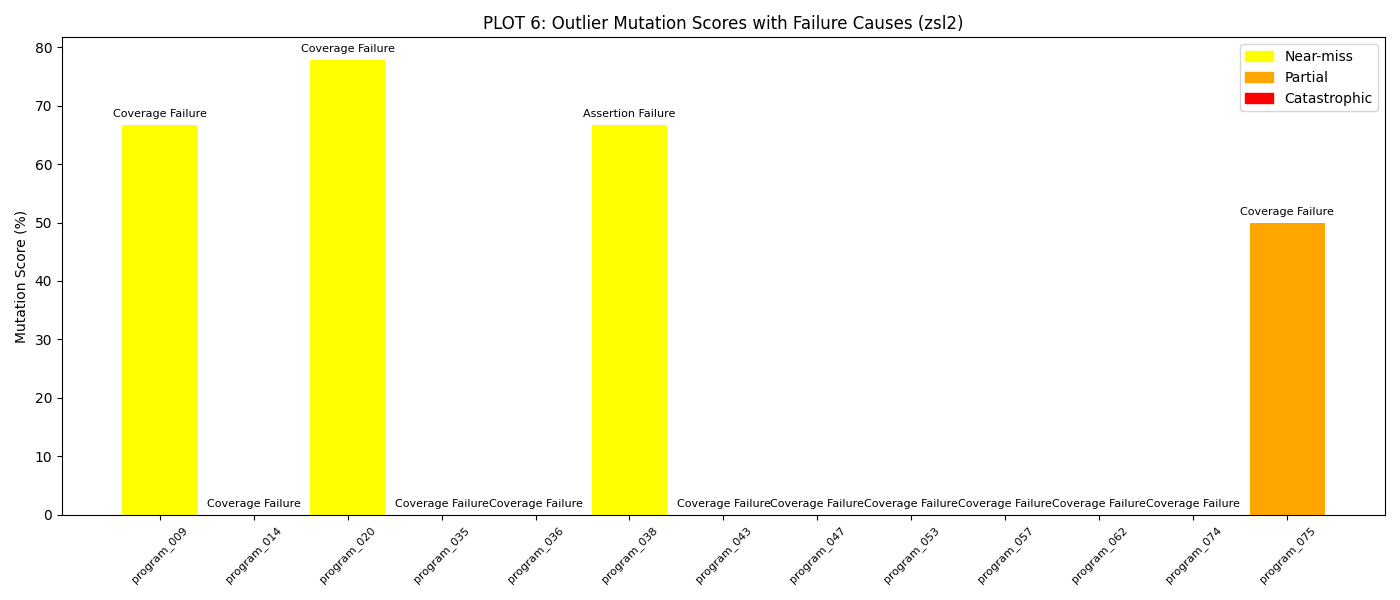 PLOT 6: Outlier Mutation Scores with Failure Causes (zsl2)
Mutation Score (%)
80
70
60
50
40
30
20
10
0
Near-miss
Partial
Catastrophic
Coverage Failure
Coverage Failure
Coverage Failure
Coverage Failure
Coverage Failure
Assertion Failure
Coverage Failure
Coverage Failure
Coverage Failure
Coverage Failure
Coverage Failure
Coverage Failure
Coverage Failure
program_009
program_014
program_020
program_035
program_036
program_038
program_043
program_047
program_053
program_057
program_062
program_074
program_075